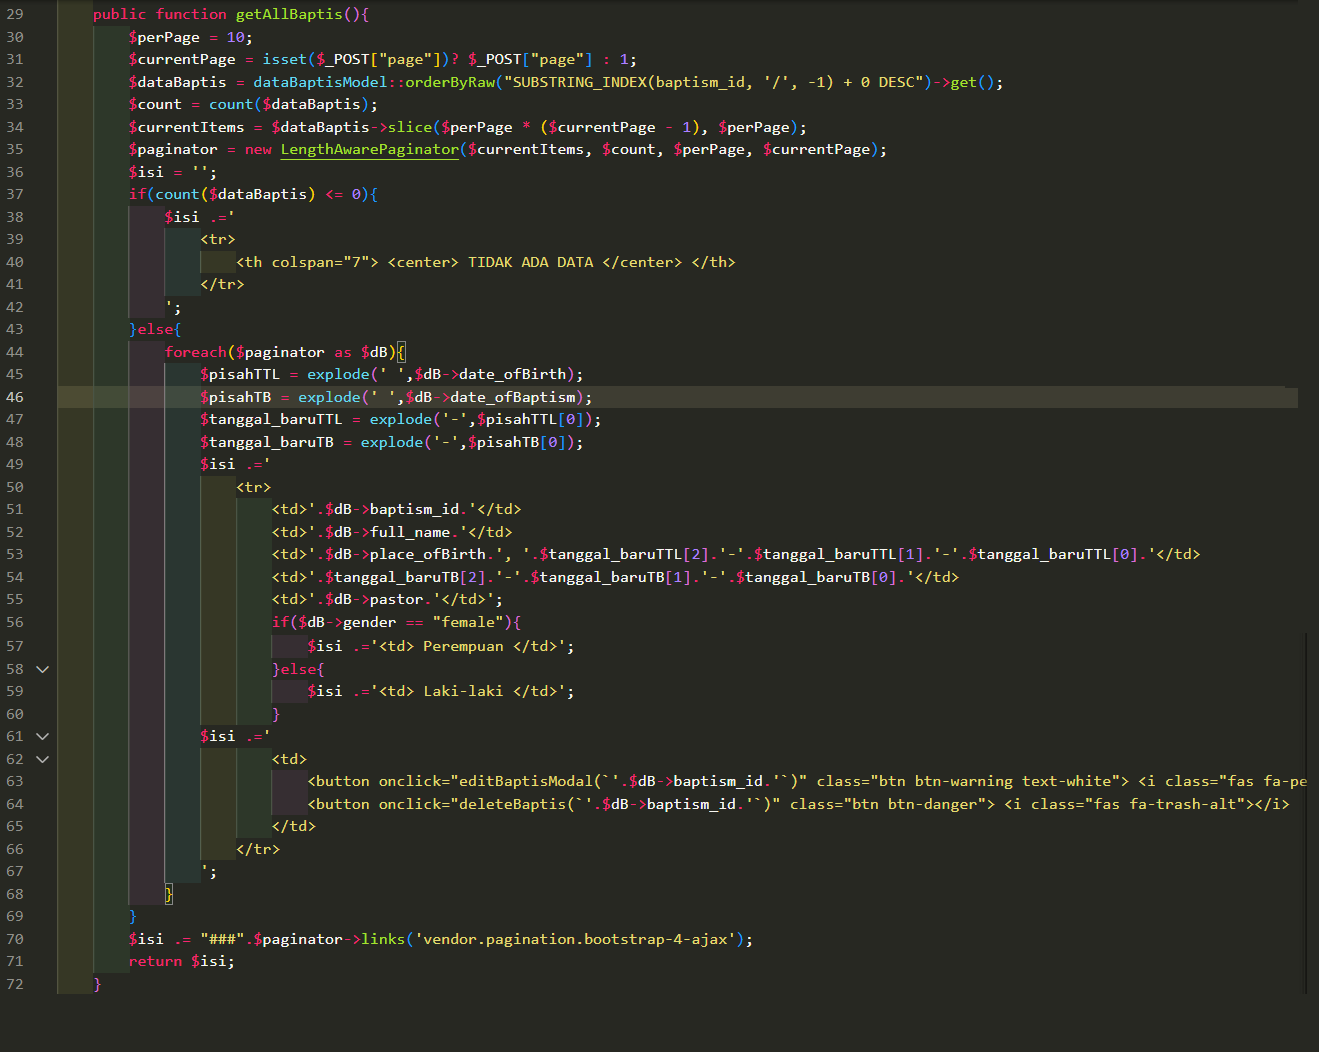 29 public function getAllBaptis(){
30 $perPage = 10;
31 $currentPage = isset($_POST["page"])? $_POST["page"] : 1;
32 $dataBaptis = dataBaptisModel::orderByRaw("SUBSTRING_INDEX(baptism_id, '/', -1) + 0 DESC")->get();
33 $count = count($dataBaptis);
34 $currentItems = $dataBaptis->slice($perPage * ($currentPage - 1), $perPage);
35 $paginator = new LengthAwarePaginator($currentItems, $count, $perPage, $currentPage);
36 $isi = '';
37 if(count($dataBaptis) <= 0){
38 $isi .='
39 <tr>
40 <th colspan="7"> <center> TIDAK ADA DATA </center> </th>
41 </tr>
42 ';
43 }else{
44 foreach($paginator as $dB){
45 $pisahTTL = explode(' ',$dB->date_ofBirth);
46 $pisahTB = explode(' ',$dB->date_ofBaptism);
47 $tanggal_baruTTL = explode('-',$pisahTTL[0]);
48 $tanggal_baruTB = explode('-',$pisahTB[0]);
49 $isi .='
50 <tr>
51 <td>'.$dB->baptism_id.'</td>
52 <td>'.$dB->full_name.'</td>
53 <td>'.$dB->place_ofBirth.', '.$tanggal_baruTTL[2].'-'.$tanggal_baruTTL[1].'-'.$tanggal_baruTTL[0].'</td>
54 <td>'.$tanggal_baruTB[2].'-'.$tanggal_baruTB[1].'-'.$tanggal_baruTB[0].'</td>
55 <td>'.$dB->pastor.'</td>';
56 if($dB->gender == "female"){
57 $isi .='<td> Perempuan </td>';
58 }else{
59 $isi .='<td> Laki-laki </td>';
60 }
61 $isi .='
62 <td>
63 <button onclick="editBaptisModal(`'.$dB->baptism_id.'`)" class="btn btn-warning text-white"> <i class="fas fa-pe
64 <button onclick="deleteBaptis(`'.$dB->baptism_id.'`)" class="btn btn-danger"> <i class="fas fa-trash-alt"></i>
65 </td>
66 </tr>
67 ';
68 }
69 }
70 $isi .= "###".$paginator->links('vendor.pagination.bootstrap-4-ajax');
71 return $isi;
72 }